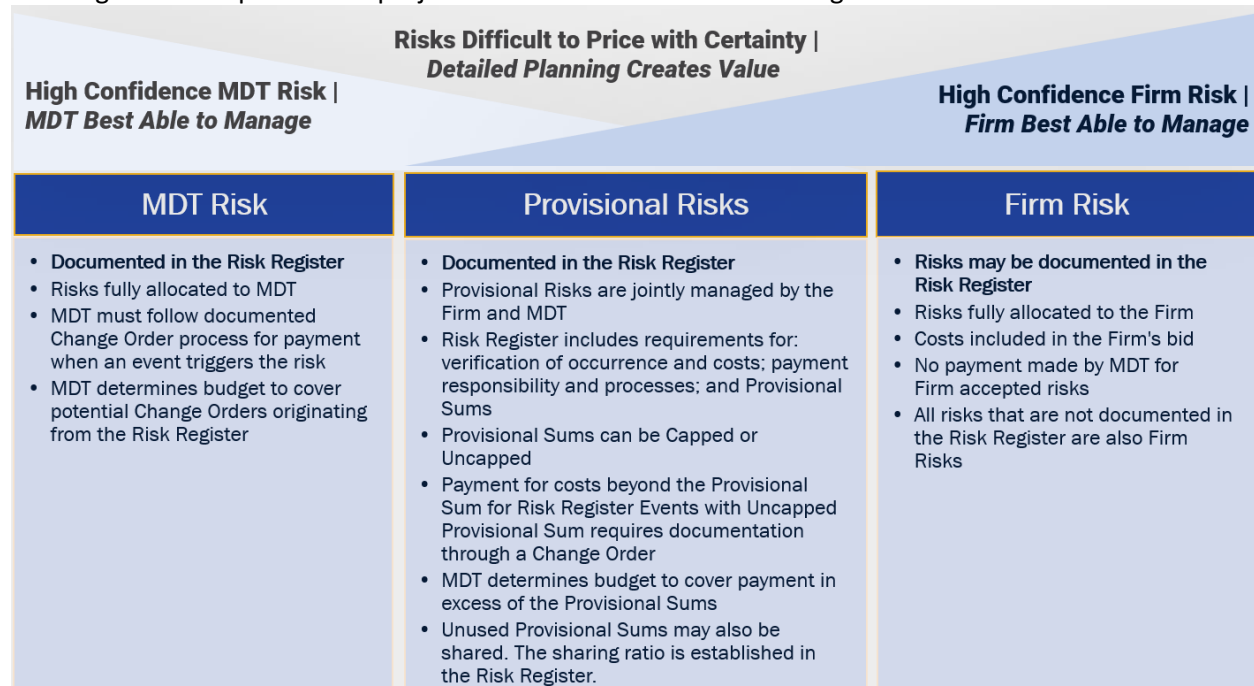 Risks Difficult to Price with Certainty |
Detailed Planning Creates Value
High Confidence MDT Risk |
MDT Best Able to Manage
High Confidence Firm Risk |
Firm Best Able to Manage
MDT Risk
• Documented in the Risk Register
• Risks fully allocated to MDT
• MDT must follow documented
Change Order process for payment
when an event triggers the risk
• MDT determines budget to cover
potential Change Orders originating
from the Risk Register
Provisional Risks
• Documented in the Risk Register
• Provisional Risks are jointly managed by the
Firm and MDT
• Risk Register includes requirements for:
verification of occurrence and costs; payment
responsibility and processes; and Provisional
Sums
• Provisional Sums can be Capped or
Uncapped
• Payment for costs beyond the Provisional
Sum for Risk Register Events with Uncapped
Provisional Sum requires documentation
through a Change Order
• MDT determines budget to cover payment in
excess of the Provisional Sums
• Unused Provisional Sums may also be
shared. The sharing ratio is established in
the Risk Register.
Firm Risk
• Risks may be documented in the
Risk Register
• Risks fully allocated to the Firm
• Costs included in the Firm's bid
• No payment made by MDT for
Firm accepted risks
• All risks that are not documented in
the Risk Register are also Firm
Risks